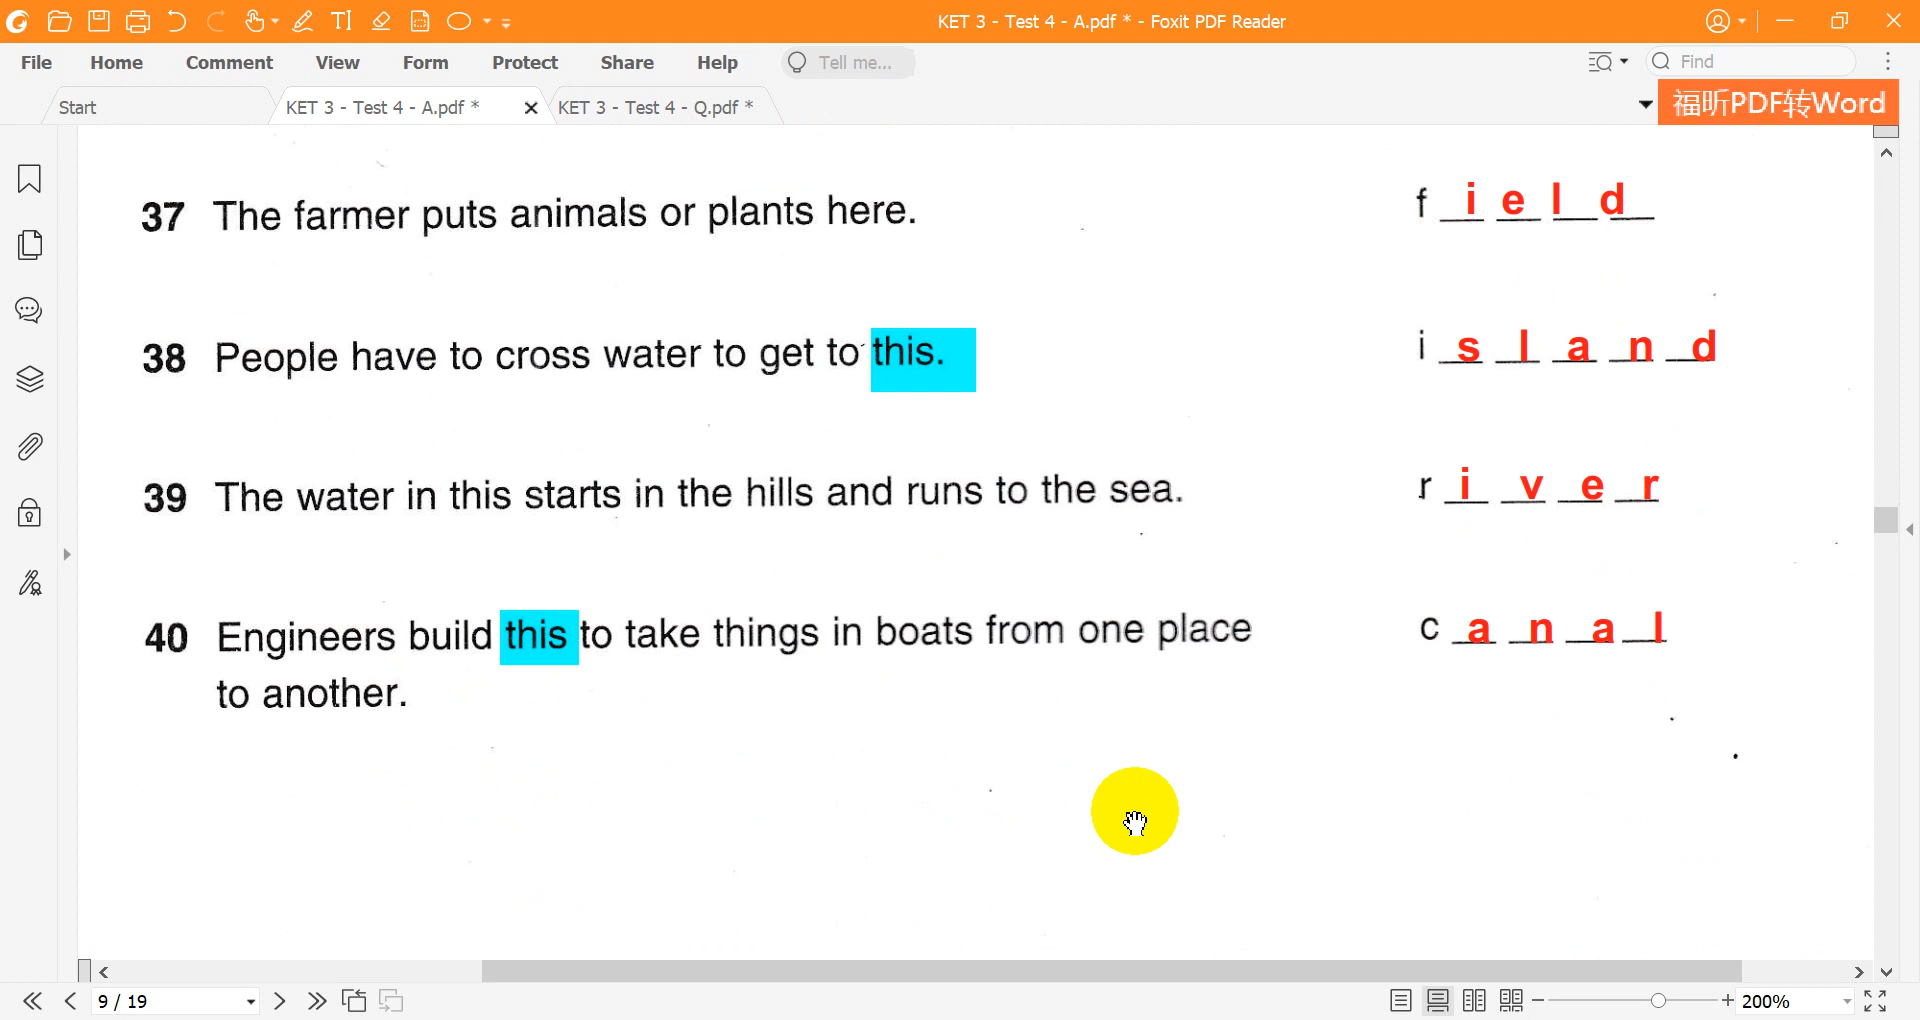 KET 3 - Test 4 - A.pdf * - Foxit PDF Reader
File Home Comment View Form Protect Share Help Tell me... Find
Start KET 3 - Test 4 - A.pdf * KET 3 - Test 4 - Q.pdf * 福昕PDF转Word
37 The farmer puts animals or plants here. f i e l d
38 People have to cross water to get to this. i s l a n d
39 The water in this starts in the hills and runs to the sea. r i v e r
40 Engineers build this to take things in boats from one place c a n a l
to another.
9 / 19 200%